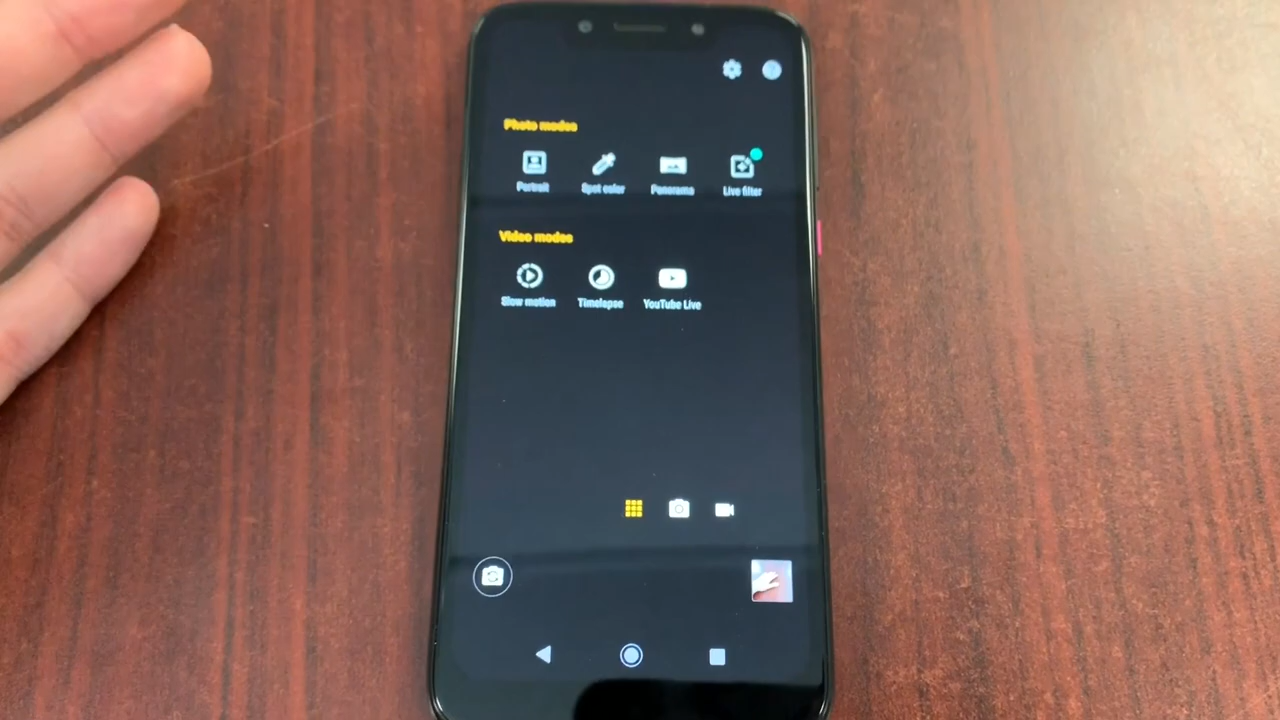 Photo modes
Portrait Spot color Panorama Live filter
Video modes
Slow motion Timelapse YouTube Live